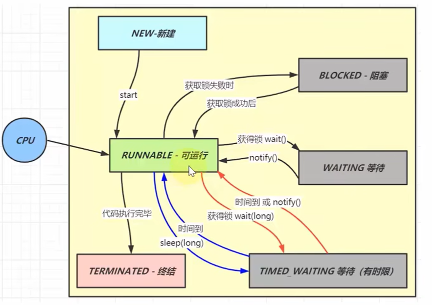 NEW-新建
获取锁失败时
BLOCKED - 阻塞
start
获取锁成功后
CPU
RUNNABLE - 可运行
获得锁 wait()
notify()
WAITING 等待
代码执行完毕
时间到
sleep(long)
时间到 或 notify()
获得锁 wait(long)
TERMINATED - 终结
TIMED_WAITING 等待（有时限）